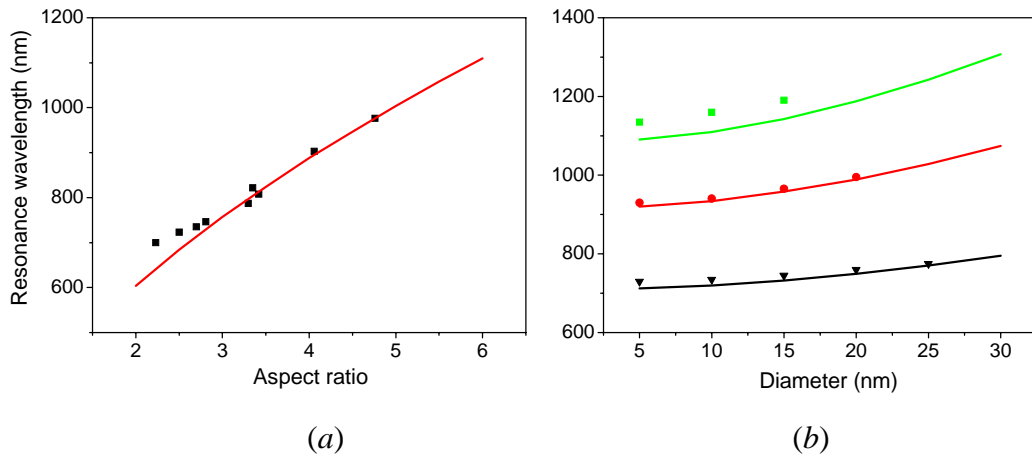 1200
1000
800
600
Resonance wavelength (nm)
2 3 4 5 6
Aspect ratio
(a)
1400
1200
1000
800
600
5 10 15 20 25 30
Diameter (nm)
(b)